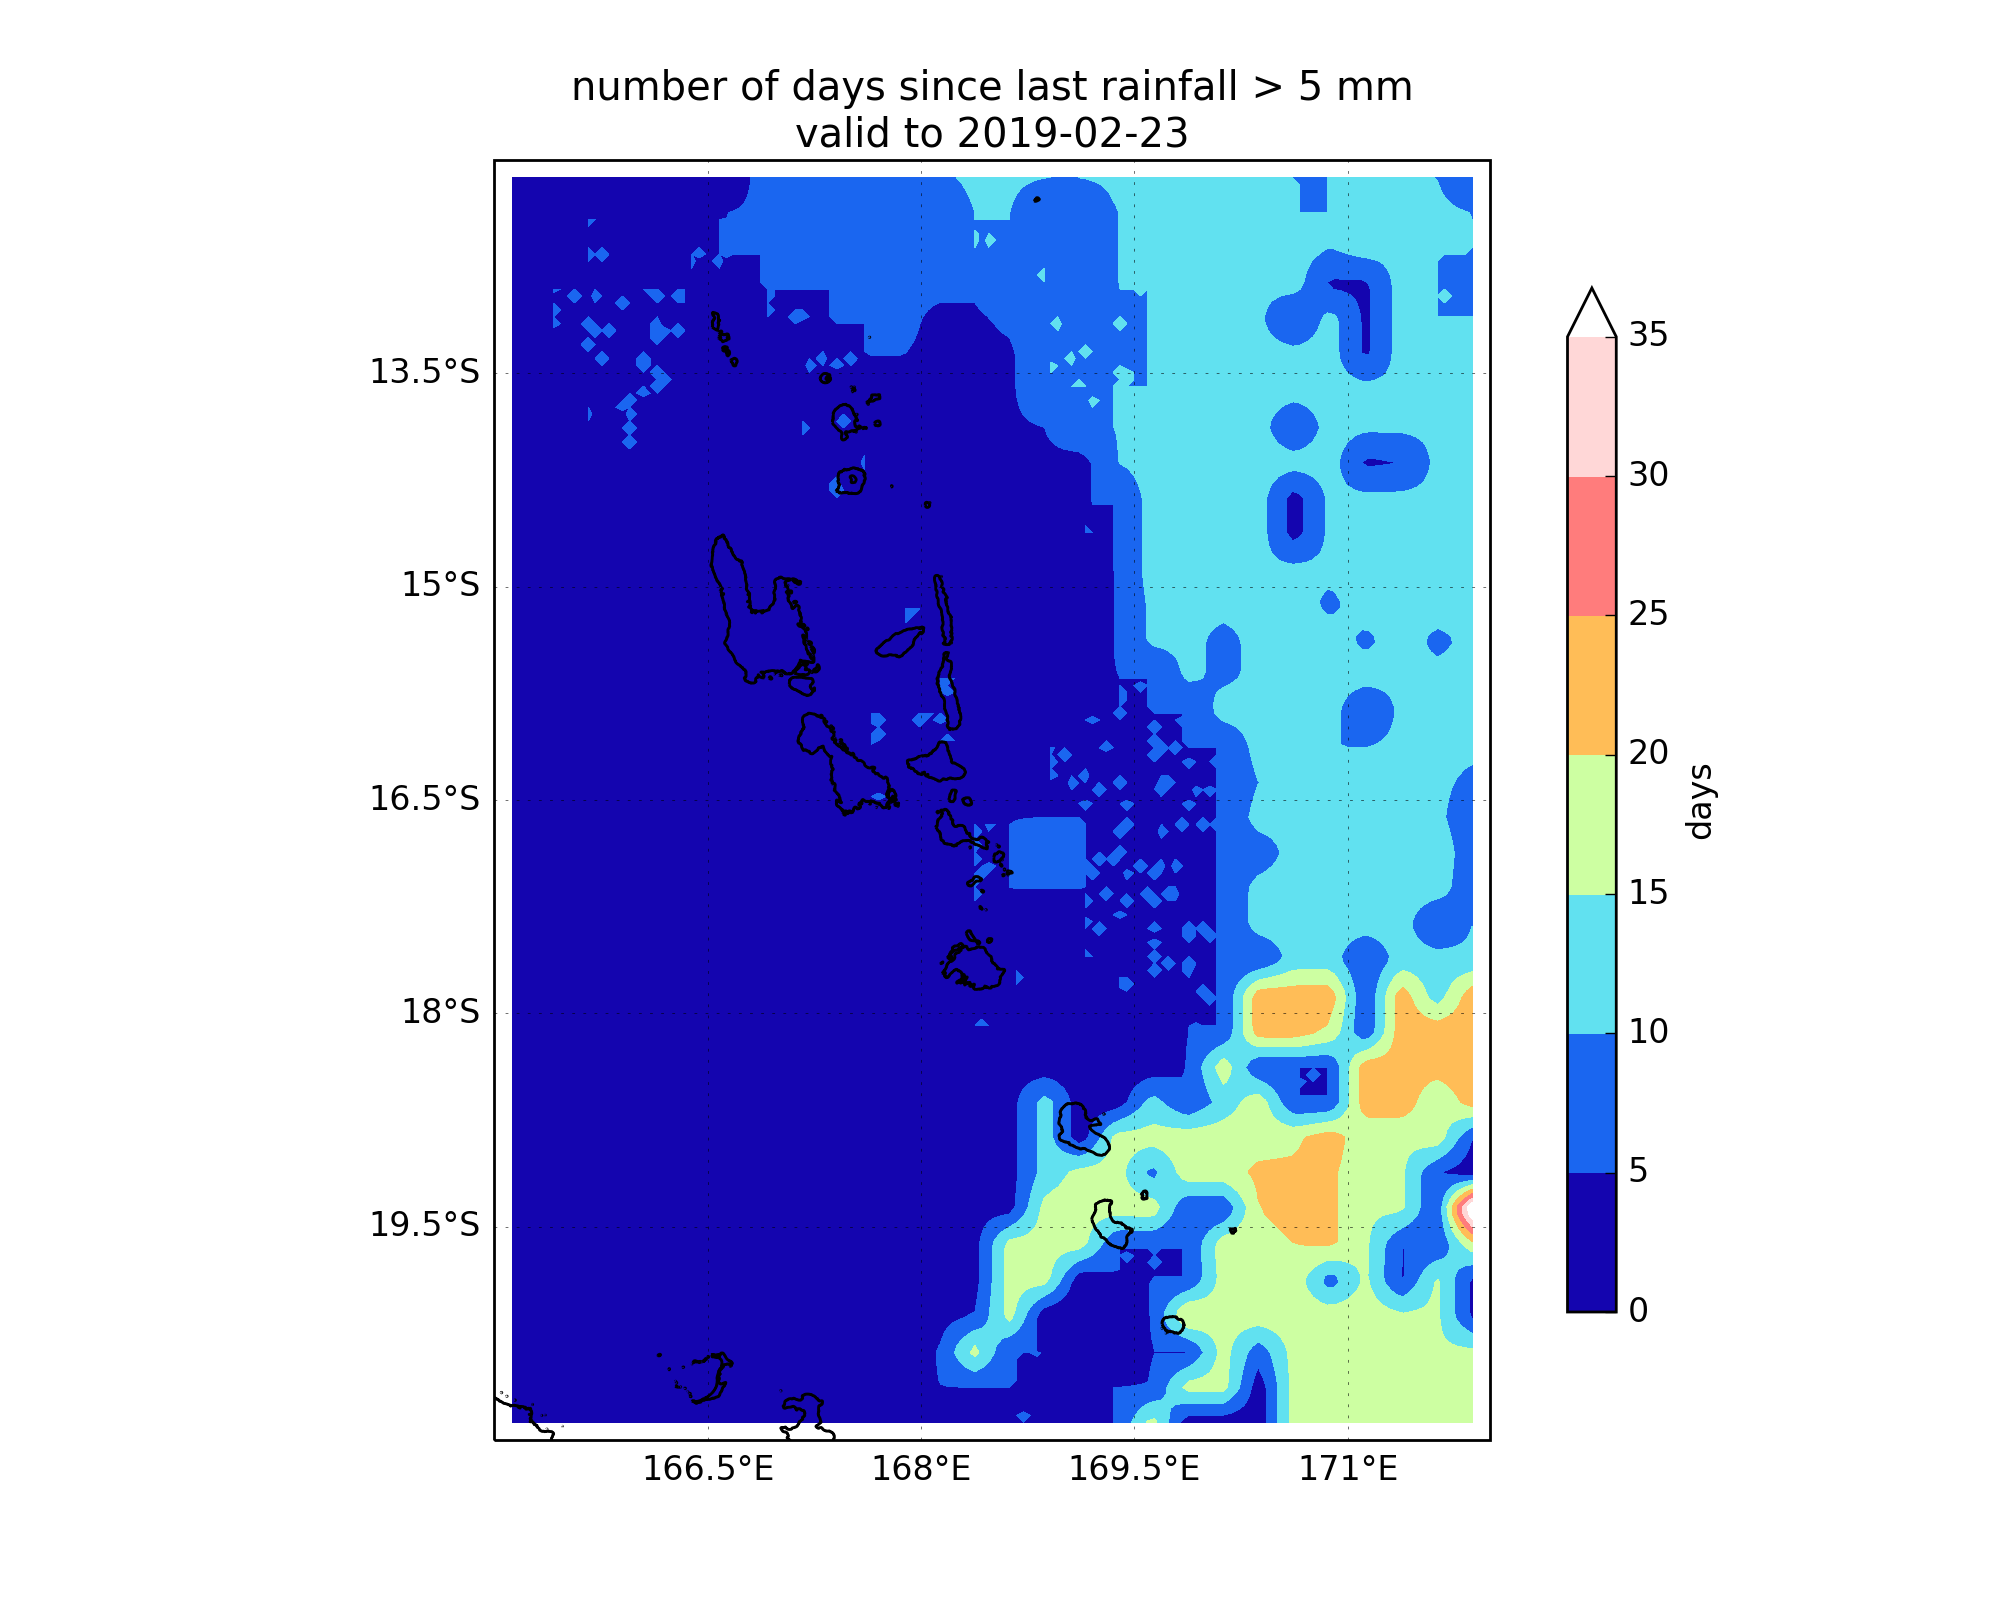 number of days since last rainfall > 5 mm
valid to 2019-02-23
13.5°S
15°S
16.5°S
18°S
19.5°S
166.5°E
168°E
169.5°E
171°E
35
30
25
20
15
10
5
0
days